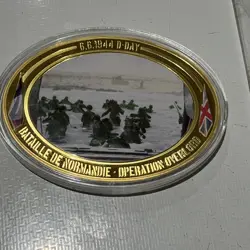 6.6.1944 D-DAY
BATAILLE DE NORMANDIE - OPERATION OVERLORD